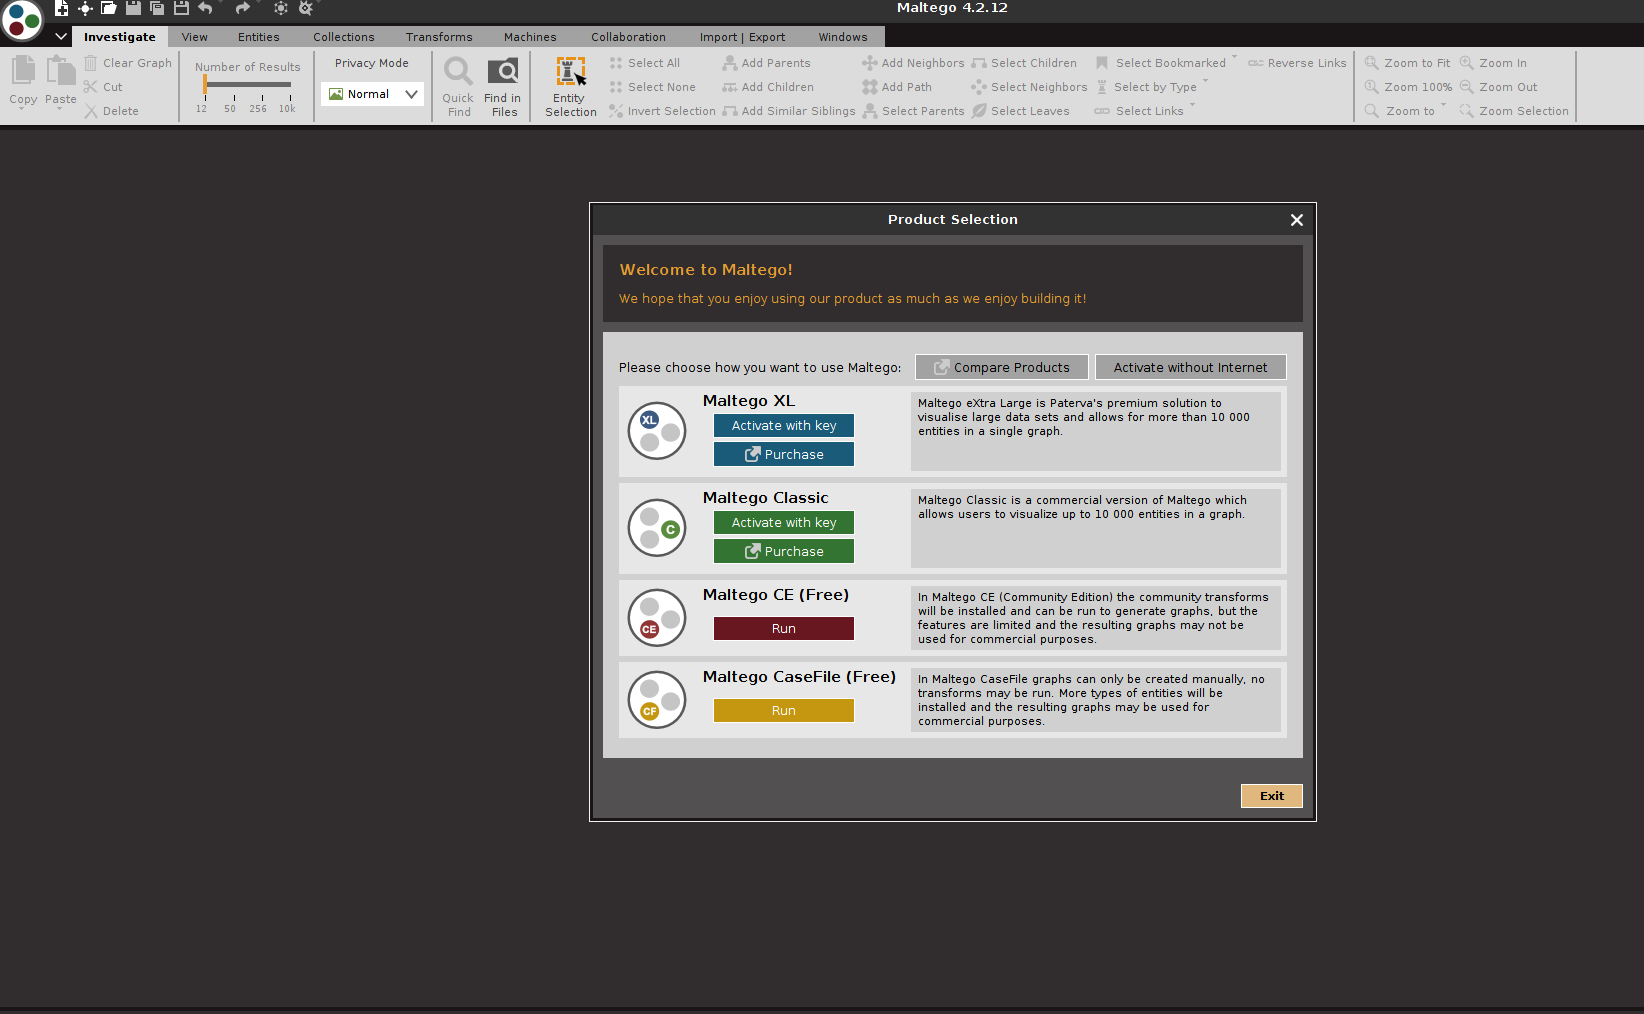 Maltego 4.2.12
Investigate View Entities Collections Transforms Machines Collaboration Import | Export Windows
Copy Paste Clear Graph Cut Delete
Number of Results
12 50 256 10k
Privacy Mode
Normal
Quick Find
Find in Files
Entity Selection
Select All Add Parents Add Neighbors Select Children Select Bookmarked Reverse Links
Select None Add Children Add Path Select Neighbors Select by Type
Invert Selection Add Similar Siblings Select Parents Select Leaves Select Links
Zoom to Fit Zoom In
Zoom 100% Zoom Out
Zoom to Zoom Selection
Product Selection
Welcome to Maltego!
We hope that you enjoy using our product as much as we enjoy building it!
Please choose how you want to use Maltego: Compare Products Activate without Internet
XL
Maltego XL
Activate with key
Purchase
Maltego eXtra Large is Paterva's premium solution to
visualise large data sets and allows for more than 10 000
entities in a single graph.
C
Maltego Classic
Activate with key
Purchase
Maltego Classic is a commercial version of Maltego which
allows users to visualize up to 10 000 entities in a graph.
CE
Maltego CE (Free)
Run
In Maltego CE (Community Edition) the community transforms
will be installed and can be run to generate graphs, but the
features are limited and the resulting graphs may not be
used for commercial purposes.
CF
Maltego CaseFile (Free)
Run
In Maltego CaseFile graphs can only be created manually, no
transforms may be run. More types of entities will be
installed and the resulting graphs may be used for
commercial purposes.
Exit